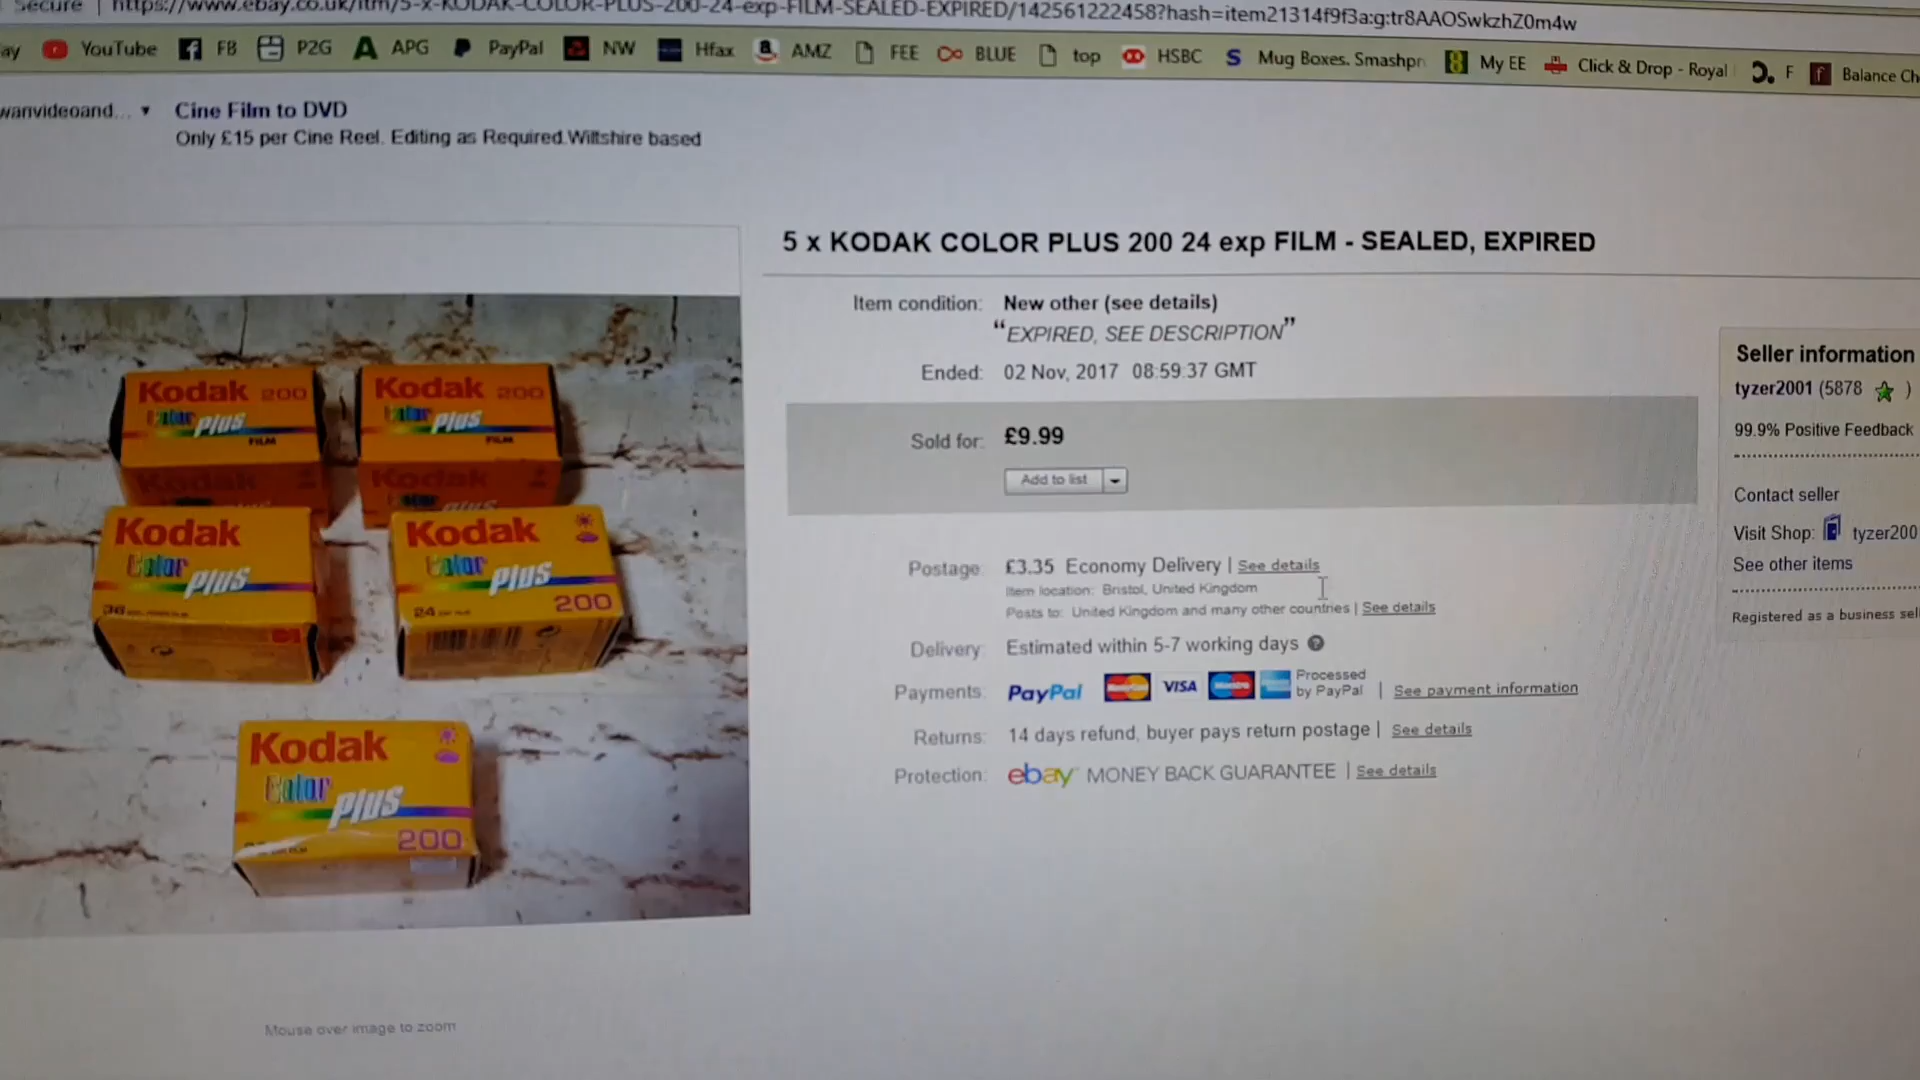 Secure | https://www.ebay.co.uk/itm/5-x-KODAK-COLOR-PLUS-200-24-exp-FILM-SEALED-EXPIRED/142561222458?hash=item21314f9f3a:g:tr8AAOSwkzhZ0m4w
ay YouTube FB P2G APG PayPal NW Hfax AMZ FEE BLUE top HSBC Mug Boxes. Smashpr My EE Click & Drop - Royal F Balance Ch
wanvideoand... Cine Film to DVD
Only £15 per Cine Reel. Editing as Required.Wiltshire based
5 x KODAK COLOR PLUS 200 24 exp FILM - SEALED, EXPIRED
Item condition: New other (see details)
“EXPIRED, SEE DESCRIPTION”
Ended: 02 Nov, 2017 08:59:37 GMT
Sold for: £9.99
Add to list
Postage: £3.35 Economy Delivery | See details
Item location: Bristol, United Kingdom
Posts to: United Kingdom and many other countries | See details
Delivery: Estimated within 5-7 working days
Payments: PayPal MasterCard VISA Maestro Processed by PayPal | See payment information
Returns: 14 days refund, buyer pays return postage | See details
Protection: ebay MONEY BACK GUARANTEE | See details
Seller information
tyzer2001 (5878 )
99.9% Positive Feedback
Contact seller
Visit Shop: tyzer200
See other items
Registered as a business sel
Kodak 200
Color Plus
FILM
Kodak 200
Color Plus
FILM
Kodak
Color Plus
36
Kodak
Color Plus
24
200
Kodak
Color Plus
200
Mouse over image to zoom